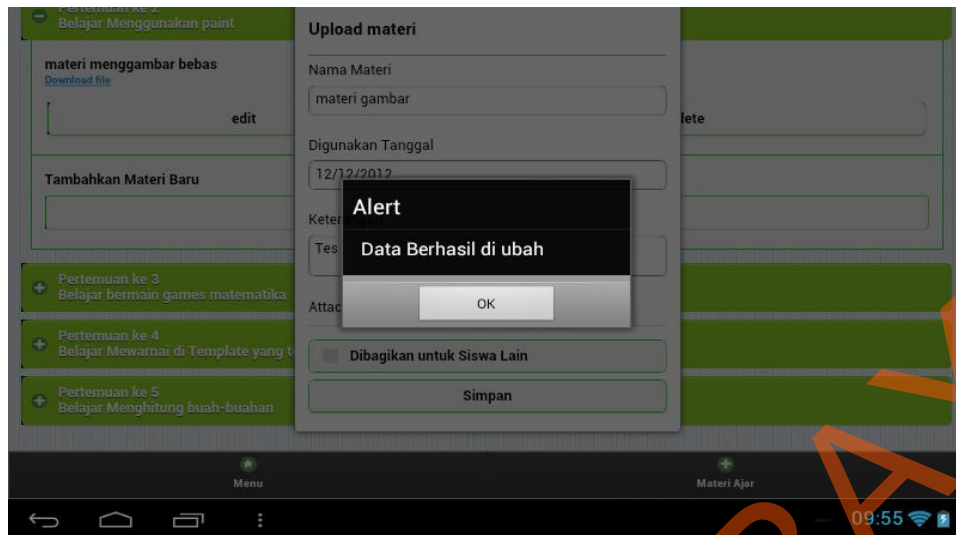 Pertemuan ke 2
Belajar Menggunakan paint
materi menggambar bebas
Download file
edit
lete
Tambahkan Materi Baru
Upload materi
Nama Materi
materi gambar
Digunakan Tanggal
12/12/2012
Keter
Tes
Attac
Alert
Data Berhasil di ubah
OK
Dibagikan untuk Siswa Lain
Simpan
Pertemuan ke 3
Belajar bermain games matematika
Pertemuan ke 4
Belajar Mewarnai di Template yang t
Pertemuan ke 5
Belajar Menghitung buah-buahan
Menu
Materi Ajar
09:55